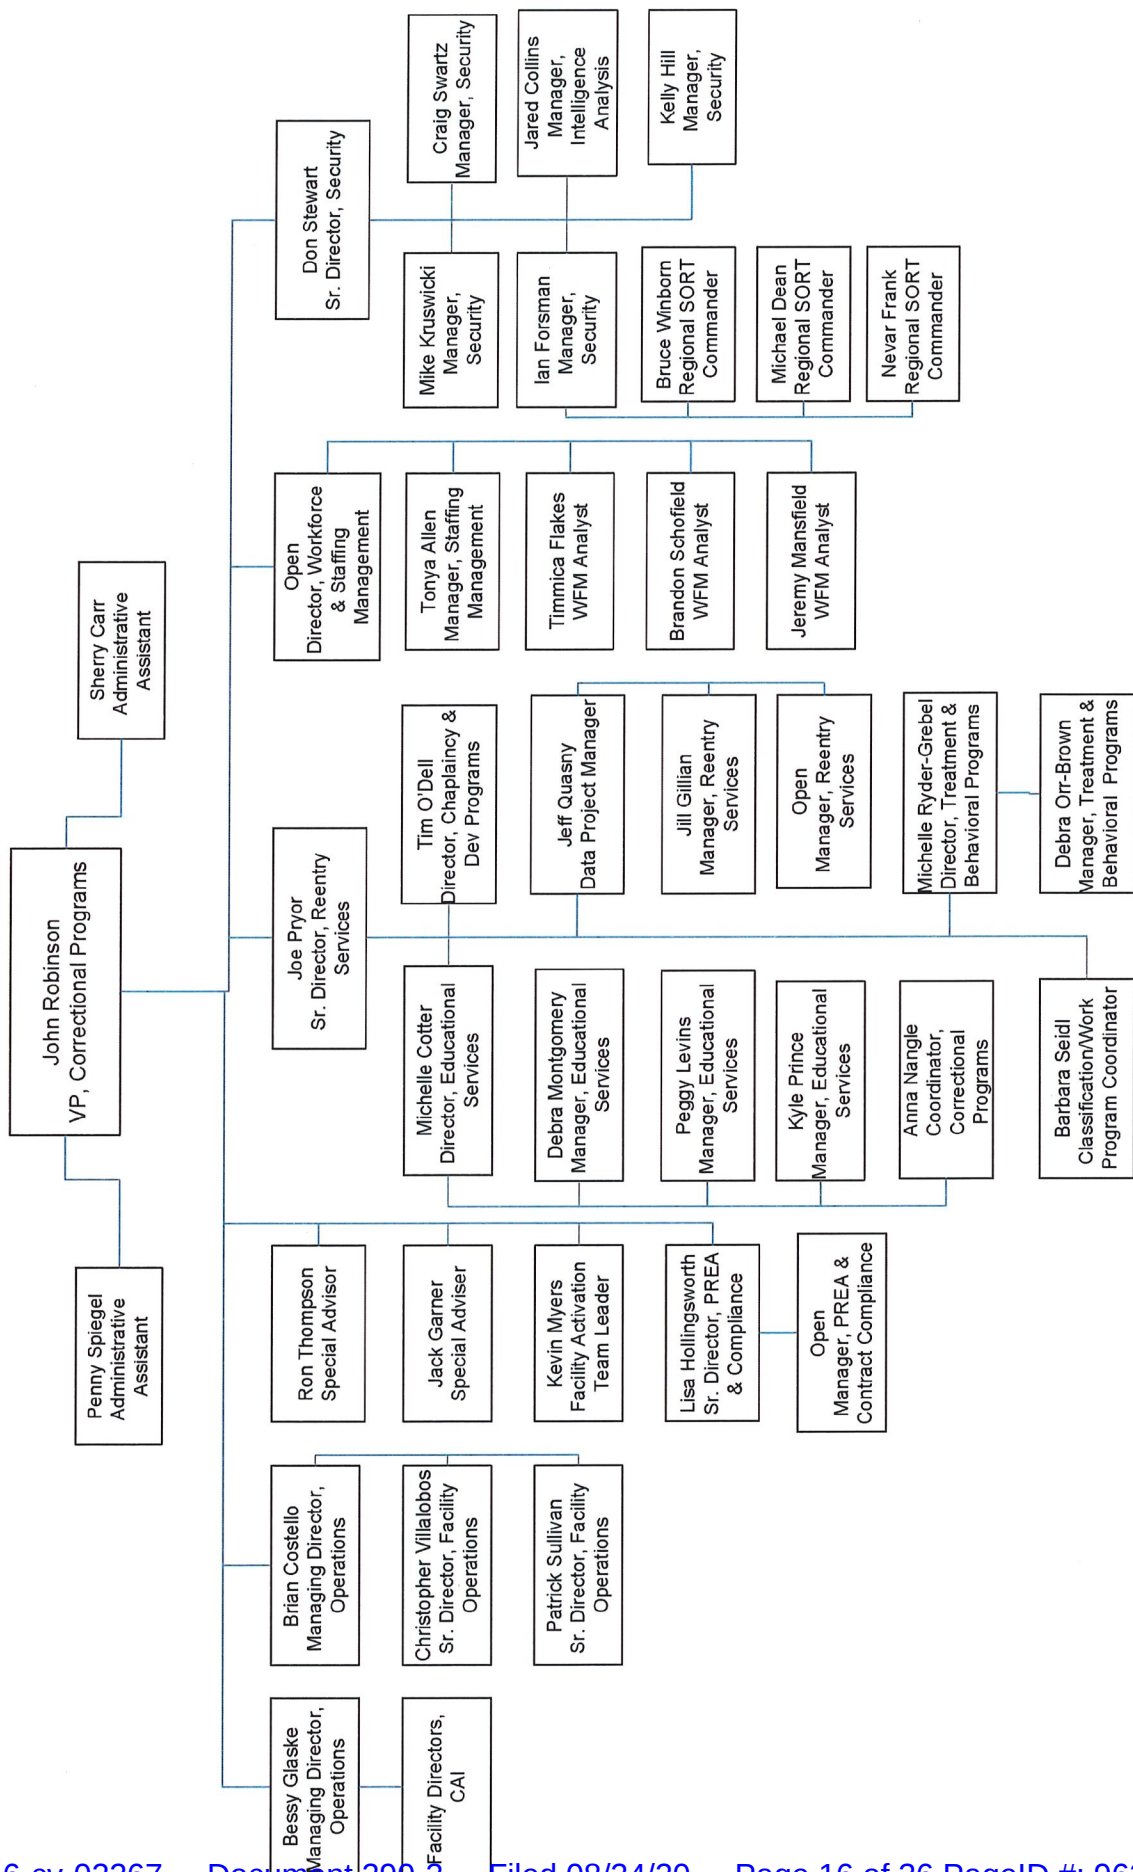 John Robinson
VP, Correctional Programs
Penny Spiegel
Administrative
Assistant
Sherry Carr
Administrative
Assistant
Bessy Glaske
Managing Director,
Operations
Facility Directors,
CAI
Brian Costello
Managing Director,
Operations
Christopher Villalobos
Sr. Director, Facility
Operations
Patrick Sullivan
Sr. Director, Facility
Operations
Ron Thompson
Special Advisor
Jack Garner
Special Adviser
Kevin Myers
Facility Activation
Team Leader
Lisa Hollingsworth
Sr. Director, PREA
& Compliance
Open
Manager, PREA &
Contract Compliance
Joe Pryor
Sr. Director, Reentry
Services
Michelle Cotter
Director, Educational
Services
Debra Montgomery
Manager, Educational
Services
Peggy Levins
Manager, Educational
Services
Kyle Prince
Manager, Educational
Services
Anna Nangle
Coordinator,
Correctional
Programs
Barbara Seidl
Classification/Work
Program Coordinator
Tim O'Dell
Director, Chaplaincy &
Dev Programs
Jeff Quasny
Data Project Manager
Jill Gillian
Manager, Reentry
Services
Open
Manager, Reentry
Services
Michelle Ryder-Grebel
Director, Treatment &
Behavioral Programs
Debra Orr-Brown
Manager, Treatment &
Behavioral Programs
Open
Director, Workforce
& Staffing
Management
Tonya Allen
Manager, Staffing
Management
Timmica Flakes
WFM Analyst
Brandon Schofield
WFM Analyst
Jeremy Mansfield
WFM Analyst
Don Stewart
Sr. Director, Security
Mike Kruswicki
Manager,
Security
Craig Swartz
Manager, Security
Ian Forsman
Manager,
Security
Jared Collins
Manager,
Intelligence
Analysis
Kelly Hill
Manager,
Security
Bruce Winborn
Regional SORT
Commander
Michael Dean
Regional SORT
Commander
Nevar Frank
Regional SORT
Commander
Document Filed 08/24/20 Page 16 of 26 PageID #: